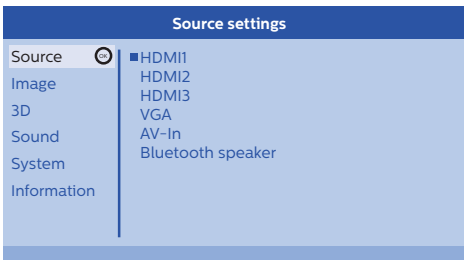 Source settings
Source OK
Image
3D
Sound
System
Information
HDMI1
HDMI2
HDMI3
VGA
AV-In
Bluetooth speaker